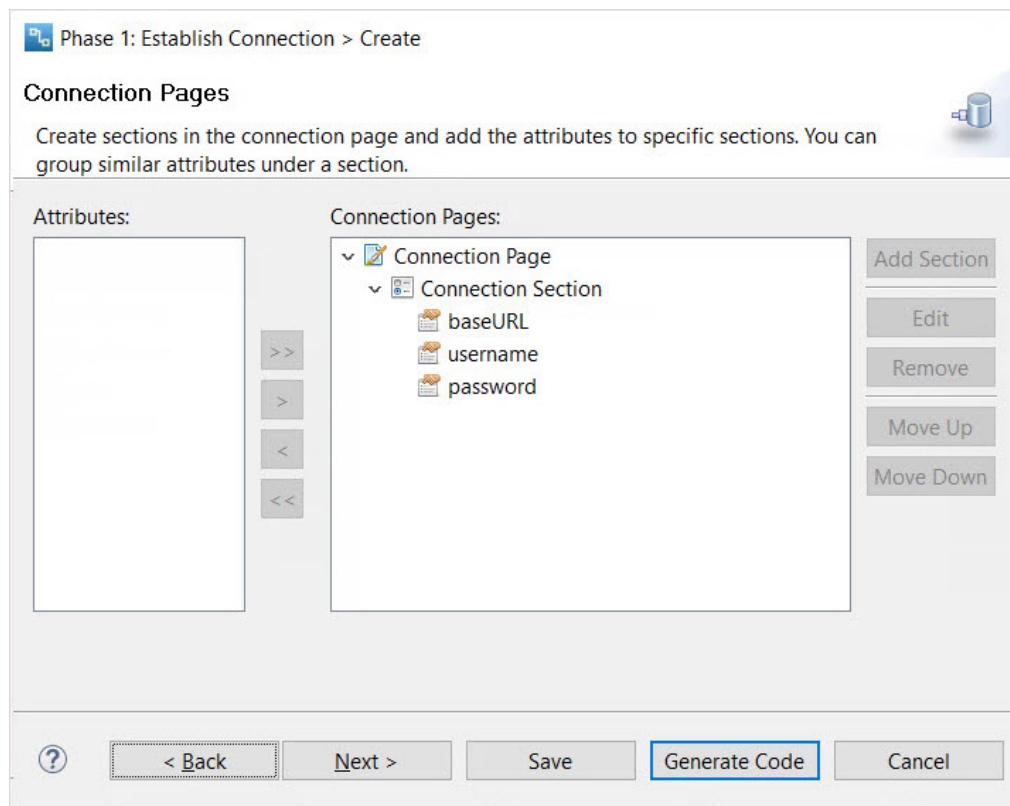 Phase 1: Establish Connection > Create
Connection Pages
Create sections in the connection page and add the attributes to specific sections. You can
group similar attributes under a section.
Attributes:
Connection Pages:
Connection Page
Connection Section
baseURL
username
password
>>
>
<
<<
Add Section
Edit
Remove
Move Up
Move Down
?
< Back
Next >
Save
Generate Code
Cancel